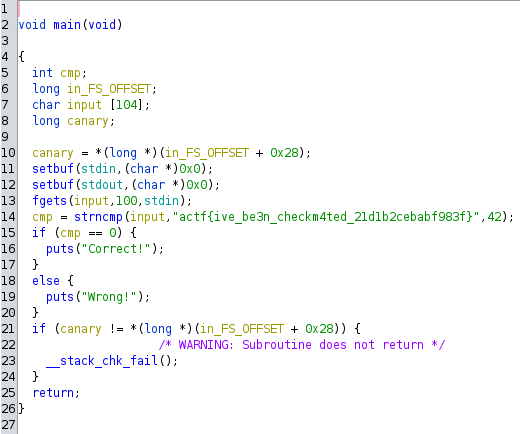 1
2 void main(void)
3
4 {
5   int cmp;
6   long in_FS_OFFSET;
7   char input [104];
8   long canary;
9
10   canary = *(long *)(in_FS_OFFSET + 0x28);
11   setbuf(stdin,(char *)0x0);
12   setbuf(stdout,(char *)0x0);
13   fgets(input,100,stdin);
14   cmp = strncmp(input,"actf{ive_be3n_checkm4ted_21d1b2cebabf983f}",42);
15   if (cmp == 0) {
16     puts("Correct!");
17   }
18   else {
19     puts("Wrong!");
20   }
21   if (canary != *(long *)(in_FS_OFFSET + 0x28)) {
22                     /* WARNING: Subroutine does not return */
23     __stack_chk_fail();
24   }
25   return;
26 }
27